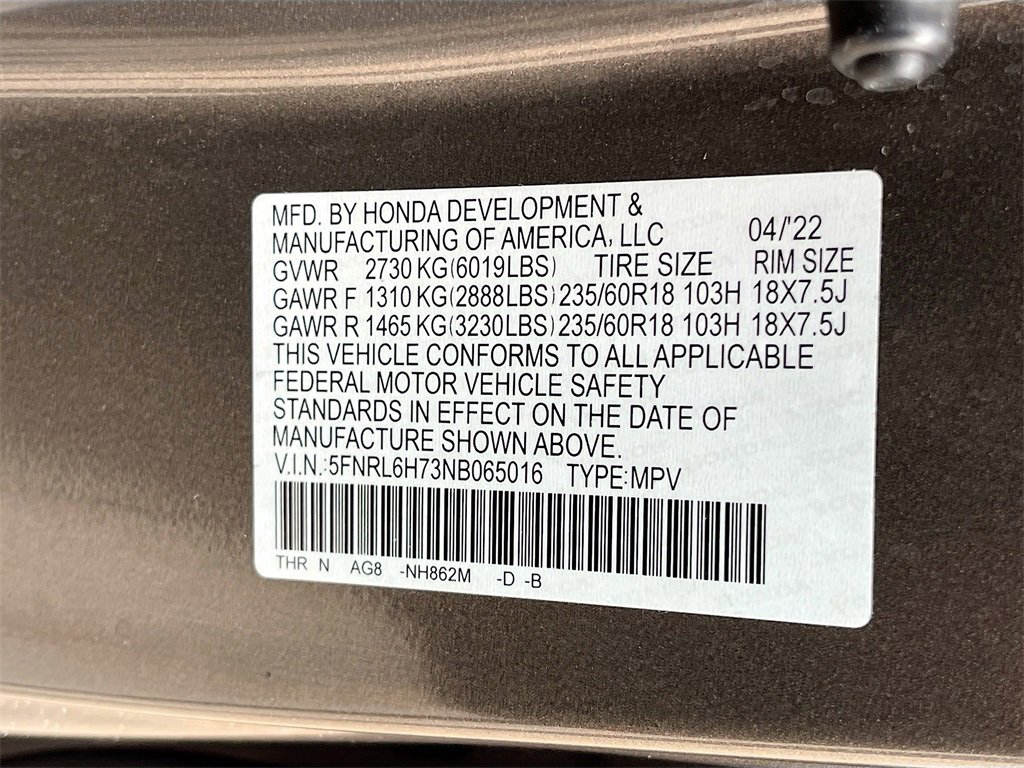 MFD. BY HONDA DEVELOPMENT &
MANUFACTURING OF AMERICA, LLC 04/'22
GVWR 2730 KG(6019LBS) TIRE SIZE RIM SIZE
GAWR F 1310 KG(2888LBS) 235/60R18 103H 18X7.5J
GAWR R 1465 KG(3230LBS) 235/60R18 103H 18X7.5J
THIS VEHICLE CONFORMS TO ALL APPLICABLE
FEDERAL MOTOR VEHICLE SAFETY
STANDARDS IN EFFECT ON THE DATE OF
MANUFACTURE SHOWN ABOVE.
V.I.N.:5FNRL6H73NB065016 TYPE:MPV
THR N AG8 -NH862M -D -B